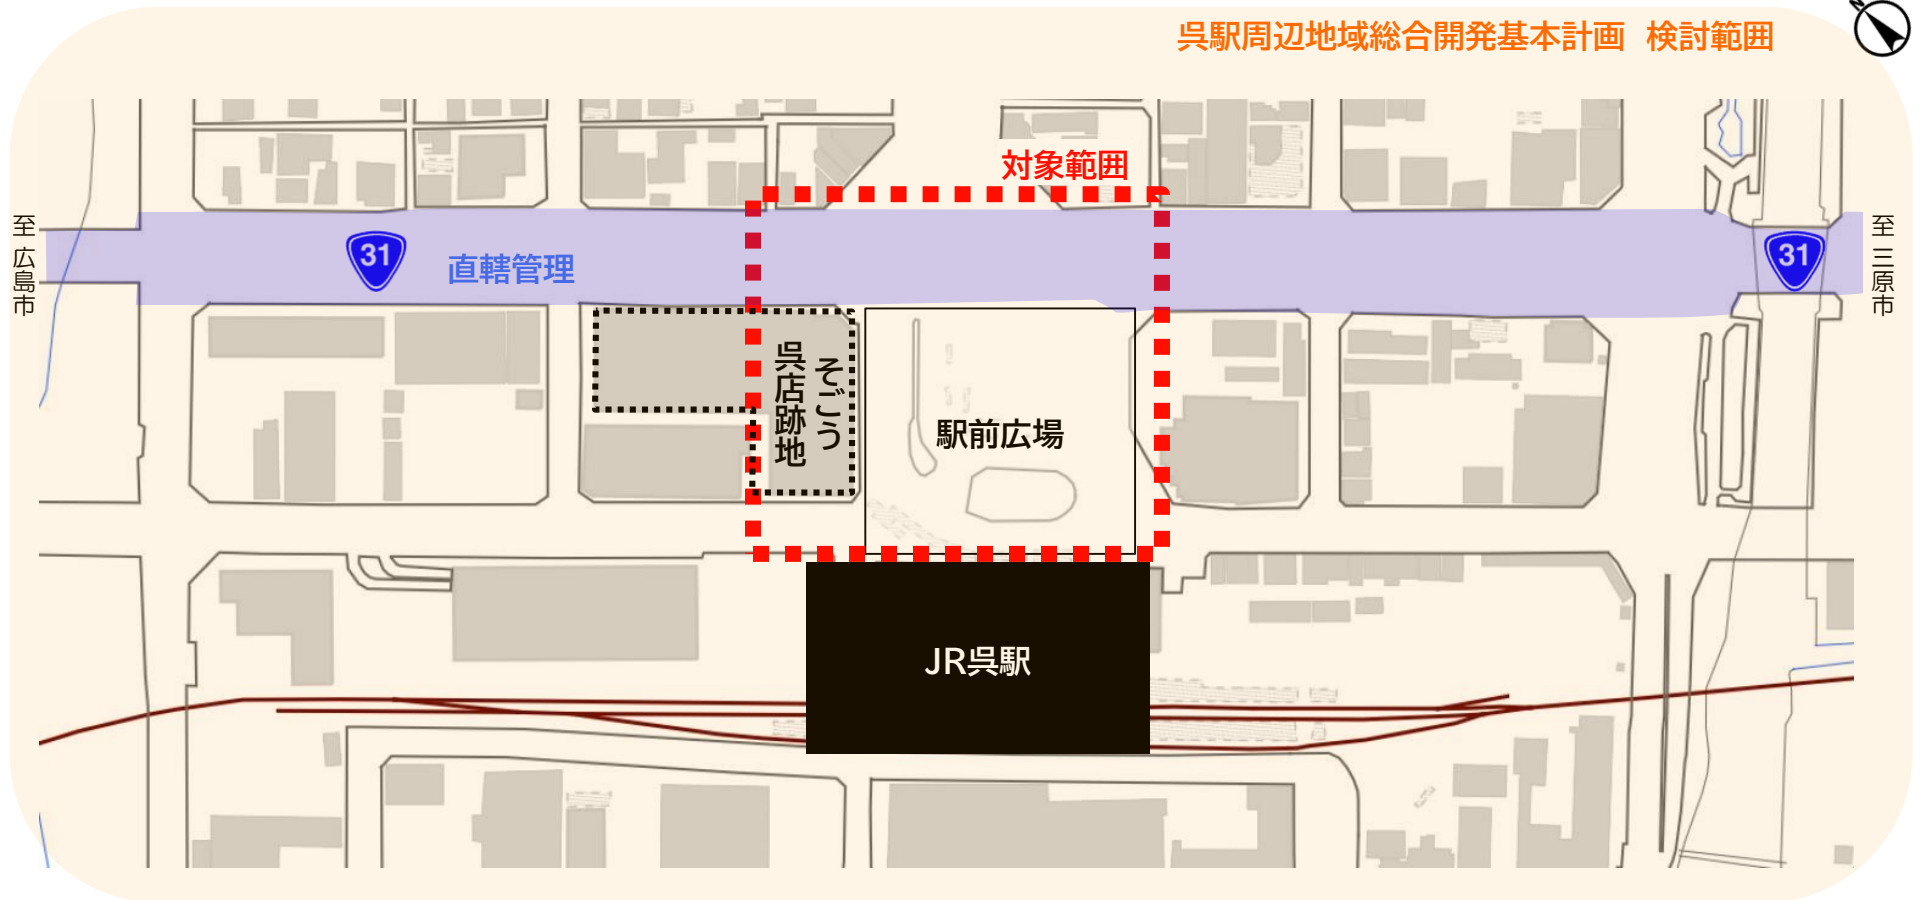 呉駅周辺地域総合開発基本計画 検討範囲
N
対象範囲
至 広島市
31
直轄管理
31
至 三原市
そごう
呉店跡地
駅前広場
JR呉駅